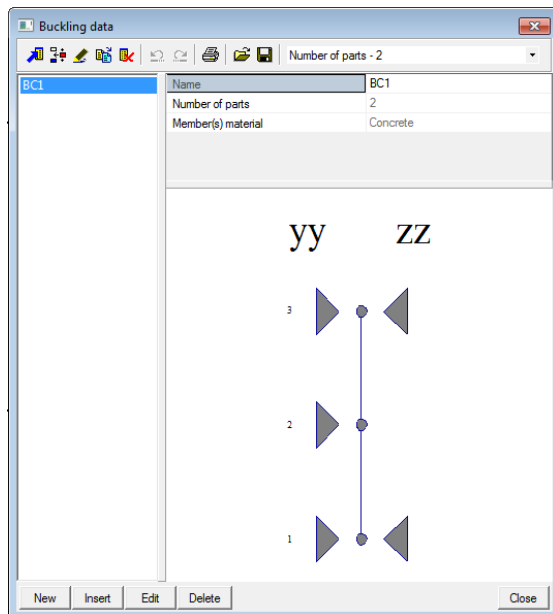 Buckling data
Number of parts - 2
BC1
Name BC1
Number of parts 2
Member(s) material Concrete
yy zz
3
2
1
New Insert Edit Delete Close